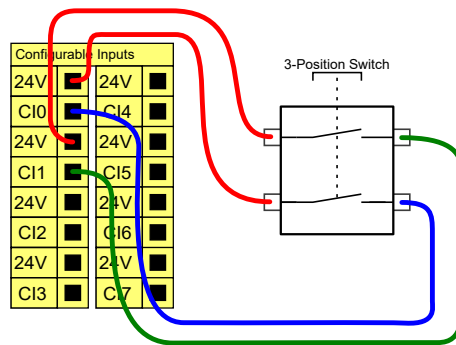 Configurable Inputs
3-Position Switch
24V 24V
CI0 CI4
24V 24V
CI1 CI5
24V 24V
CI2 CI6
24V 24V
CI3 CI7